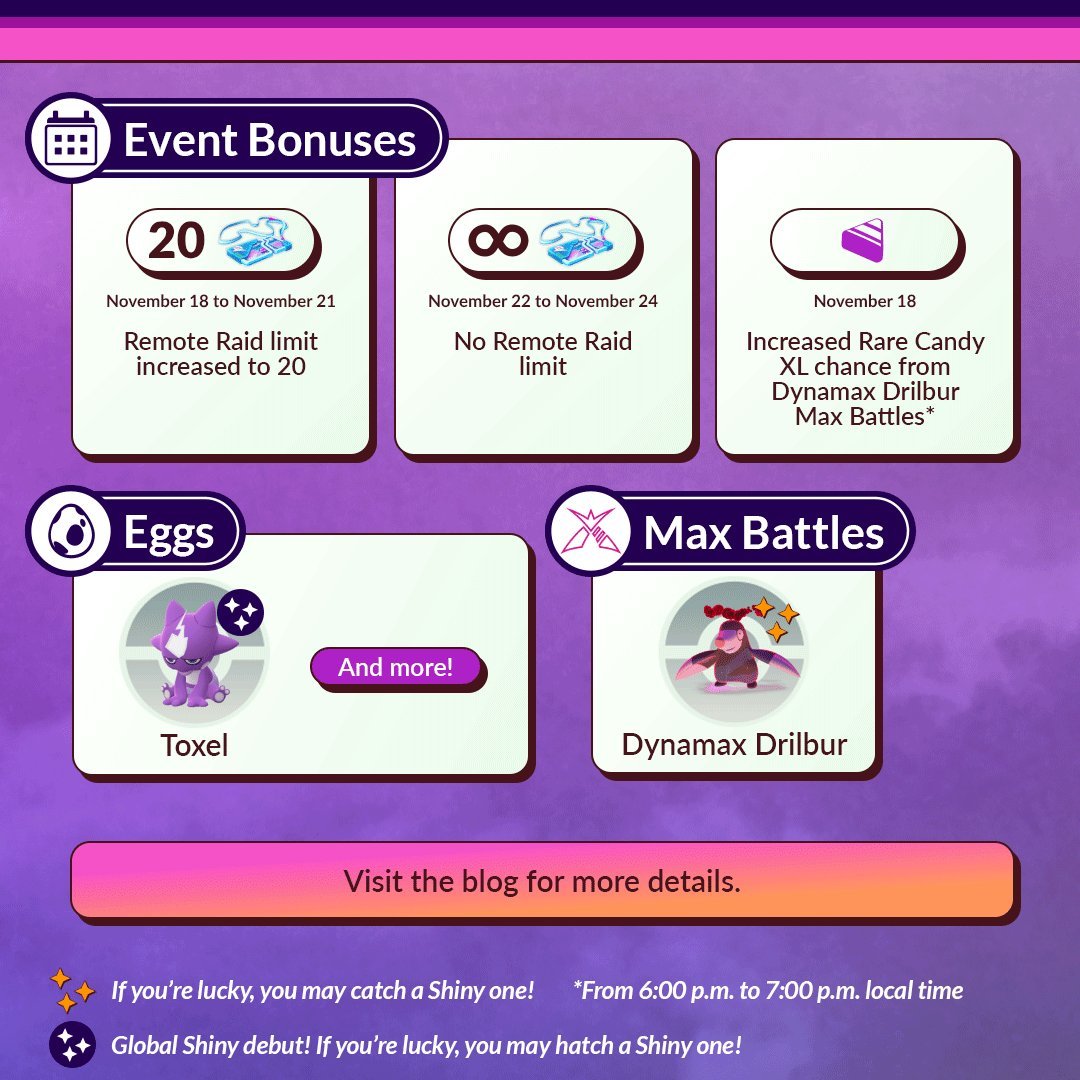 Event Bonuses
20
November 18 to November 21
Remote Raid limit
increased to 20
∞
November 22 to November 24
No Remote Raid
limit
November 18
Increased Rare Candy
XL chance from
Dynamax Drilbur
Max Battles*
Eggs
Toxel
And more!
Max Battles
Dynamax Drilbur
Visit the blog for more details.
If you’re lucky, you may catch a Shiny one!
*From 6:00 p.m. to 7:00 p.m. local time
Global Shiny debut! If you’re lucky, you may hatch a Shiny one!